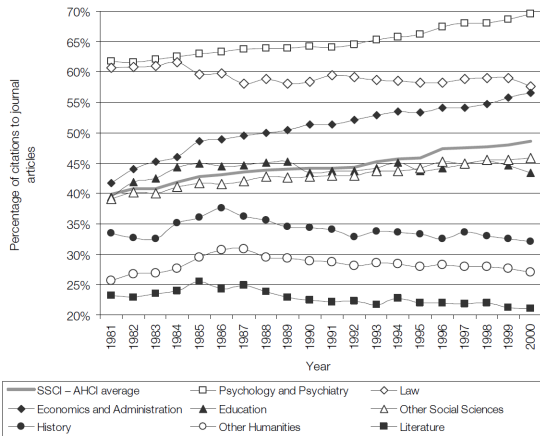 Percentage of citations to journal
articles
70%
65%
60%
55%
50%
45%
40%
35%
30%
25%
20%
1981 1982 1983 1984 1985 1986 1987 1988 1989 1990 1991 1992 1993 1994 1995 1996 1997 1998 1999 2000
Year
SSCI – AHCI average Psychology and Psychiatry Law
Economics and Administration Education Other Social Sciences
History Other Humanities Literature